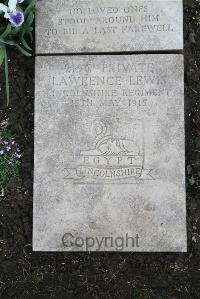 NO LOVED ONES
STOOD AROUND HIM
TO BID A LAST FAREWELL
PRIVATE
LAWRENCE LEWIS
LINCOLNSHIRE REGIMENT
MAY 1915
EGYPT
LINCOLNSHIRE
Copyright